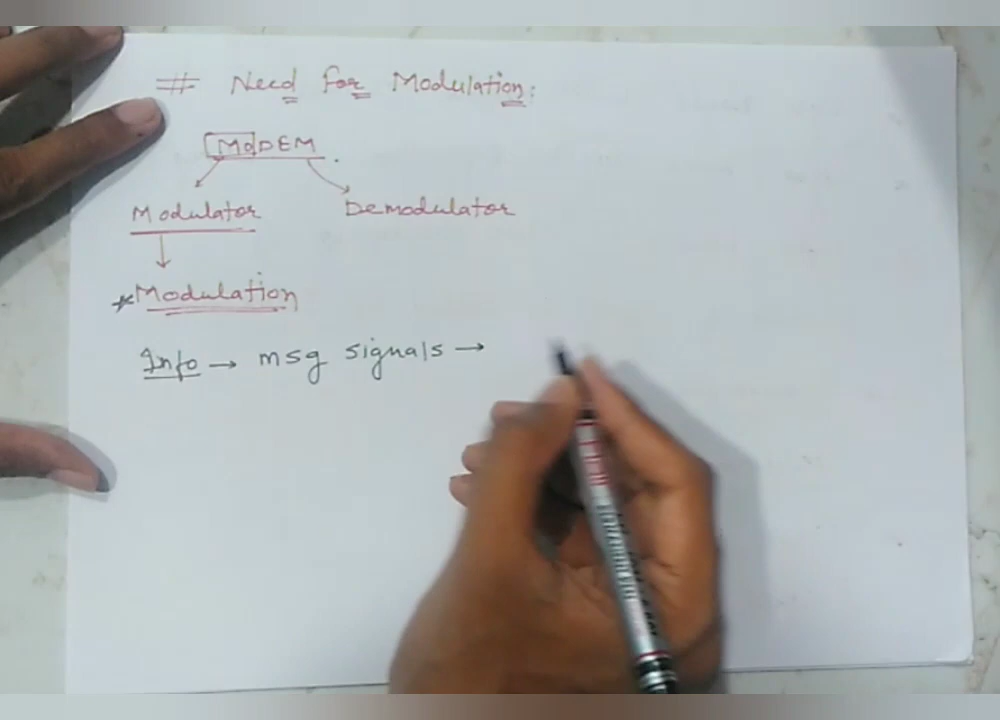 # Need For Modulation:
MODEM.
Modulator Demodulator
*Modulation
Info → msg signals →